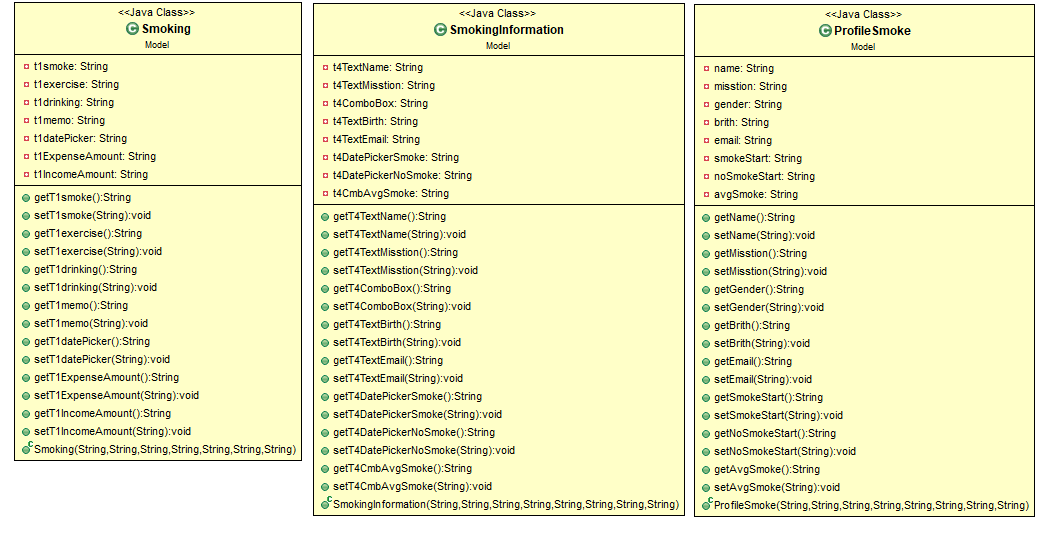 <<Java Class>>
Smoking
Model
t1smoke: String
t1exercise: String
t1drinking: String
t1memo: String
t1datePicker: String
t1ExpenseAmount: String
t1IncomeAmount: String
getT1smoke():String
setT1smoke(String):void
getT1exercise():String
setT1exercise(String):void
getT1drinking():String
setT1drinking(String):void
getT1memo():String
setT1memo(String):void
getT1datePicker():String
setT1datePicker(String):void
getT1ExpenseAmount():String
setT1ExpenseAmount(String):void
getT1IncomeAmount():String
setT1IncomeAmount(String):void
Smoking(String,String,String,String,String,String,String)
<<Java Class>>
SmokingInformation
Model
t4TextName: String
t4TextMisstion: String
t4ComboBox: String
t4TextBirth: String
t4TextEmail: String
t4DatePickerSmoke: String
t4DatePickerNoSmoke: String
t4CmbAvgSmoke: String
getT4TextName():String
setT4TextName(String):void
getT4TextMisstion():String
setT4TextMisstion(String):void
getT4ComboBox():String
setT4ComboBox(String):void
getT4TextBirth():String
setT4TextBirth(String):void
getT4TextEmail():String
setT4TextEmail(String):void
getT4DatePickerSmoke():String
setT4DatePickerSmoke(String):void
getT4DatePickerNoSmoke():String
setT4DatePickerNoSmoke(String):void
getT4CmbAvgSmoke():String
setT4CmbAvgSmoke(String):void
SmokingInformation(String,String,String,String,String,String,String,String)
<<Java Class>>
ProfileSmoke
Model
name: String
misstion: String
gender: String
brith: String
email: String
smokeStart: String
noSmokeStart: String
avgSmoke: String
getName():String
setName(String):void
getMisstion():String
setMisstion(String):void
getGender():String
setGender(String):void
getBrith():String
setBrith(String):void
getEmail():String
setEmail(String):void
getSmokeStart():String
setSmokeStart(String):void
getNoSmokeStart():String
setNoSmokeStart(String):void
getAvgSmoke():String
setAvgSmoke(String):void
ProfileSmoke(String,String,String,String,String,String,String,String)